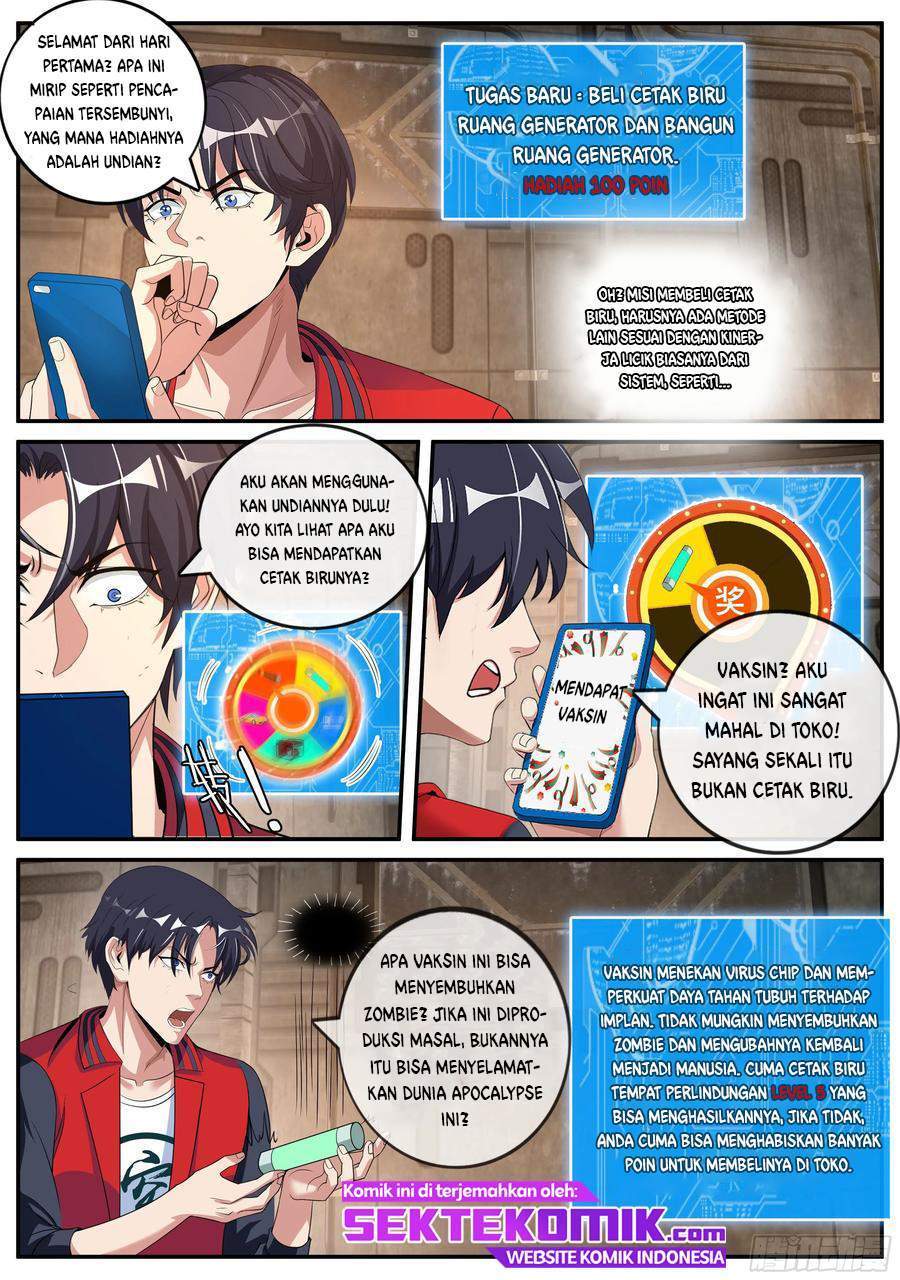 SELAMAT DARI HARI
PERTAMA? APA INI
MIRIP SEPERTI PENCA-
PAIAN TERSEMBUNYI,
YANG MANA HADIAHNYA
ADALAH UNDIAN?
TUGAS BARU : BELI CETAK BIRU
RUANG GENERATOR DAN BANGUN
RUANG GENERATOR.
HADIAH 100 POIN
OH? MISI MEMBELI CETAK
BIRU, HARUSNYA ADA METODE
LAIN SESUAI DENGAN KINER-
JA LICIK BIASANYA DARI
SISTEM, SEPERTI...
AKU AKAN MENGGUNA-
KAN UNDIANNYA DULU!
AYO KITA LIHAT APA AKU
BISA MENDAPATKAN
CETAK BIRUNYA?
奖
MENDAPAT
VAKSIN
VAKSIN? AKU
INGAT INI SANGAT
MAHAL DI TOKO!
SAYANG SEKALI ITU
BUKAN CETAK BIRU.
APA VAKSIN INI BISA
MENYEMBUHKAN
ZOMBIE? JIKA INI DIPRO-
DUKSI MASAL, BUKANNYA
ITU BISA MENYELAMAT-
KAN DUNIA APOCALYPSE
INI?
VAKSIN MENEKAN VIRUS CHIP DAN MEM-
PERKUAT DAYA TAHAN TUBUH TERHADAP
IMPLAN. TIDAK MUNGKIN MENYEMBUHKAN
ZOMBIE DAN MENGUBAHNYA KEMBALI
MENJADI MANUSIA. CUMA CETAK BIRU
TEMPAT PERLINDUNGAN LEVEL 5 YANG
BISA MENGHASILKANNYA, JIKA TIDAK,
ANDA CUMA BISA MENGHABISKAN BANYAK
POIN UNTUK MEMBELINYA DI TOKO.
Komik ini di terjemahkan oleh:
SEKTEKOMIK.com
WEBSITE KOMIK INDONESIA
腾讯动漫